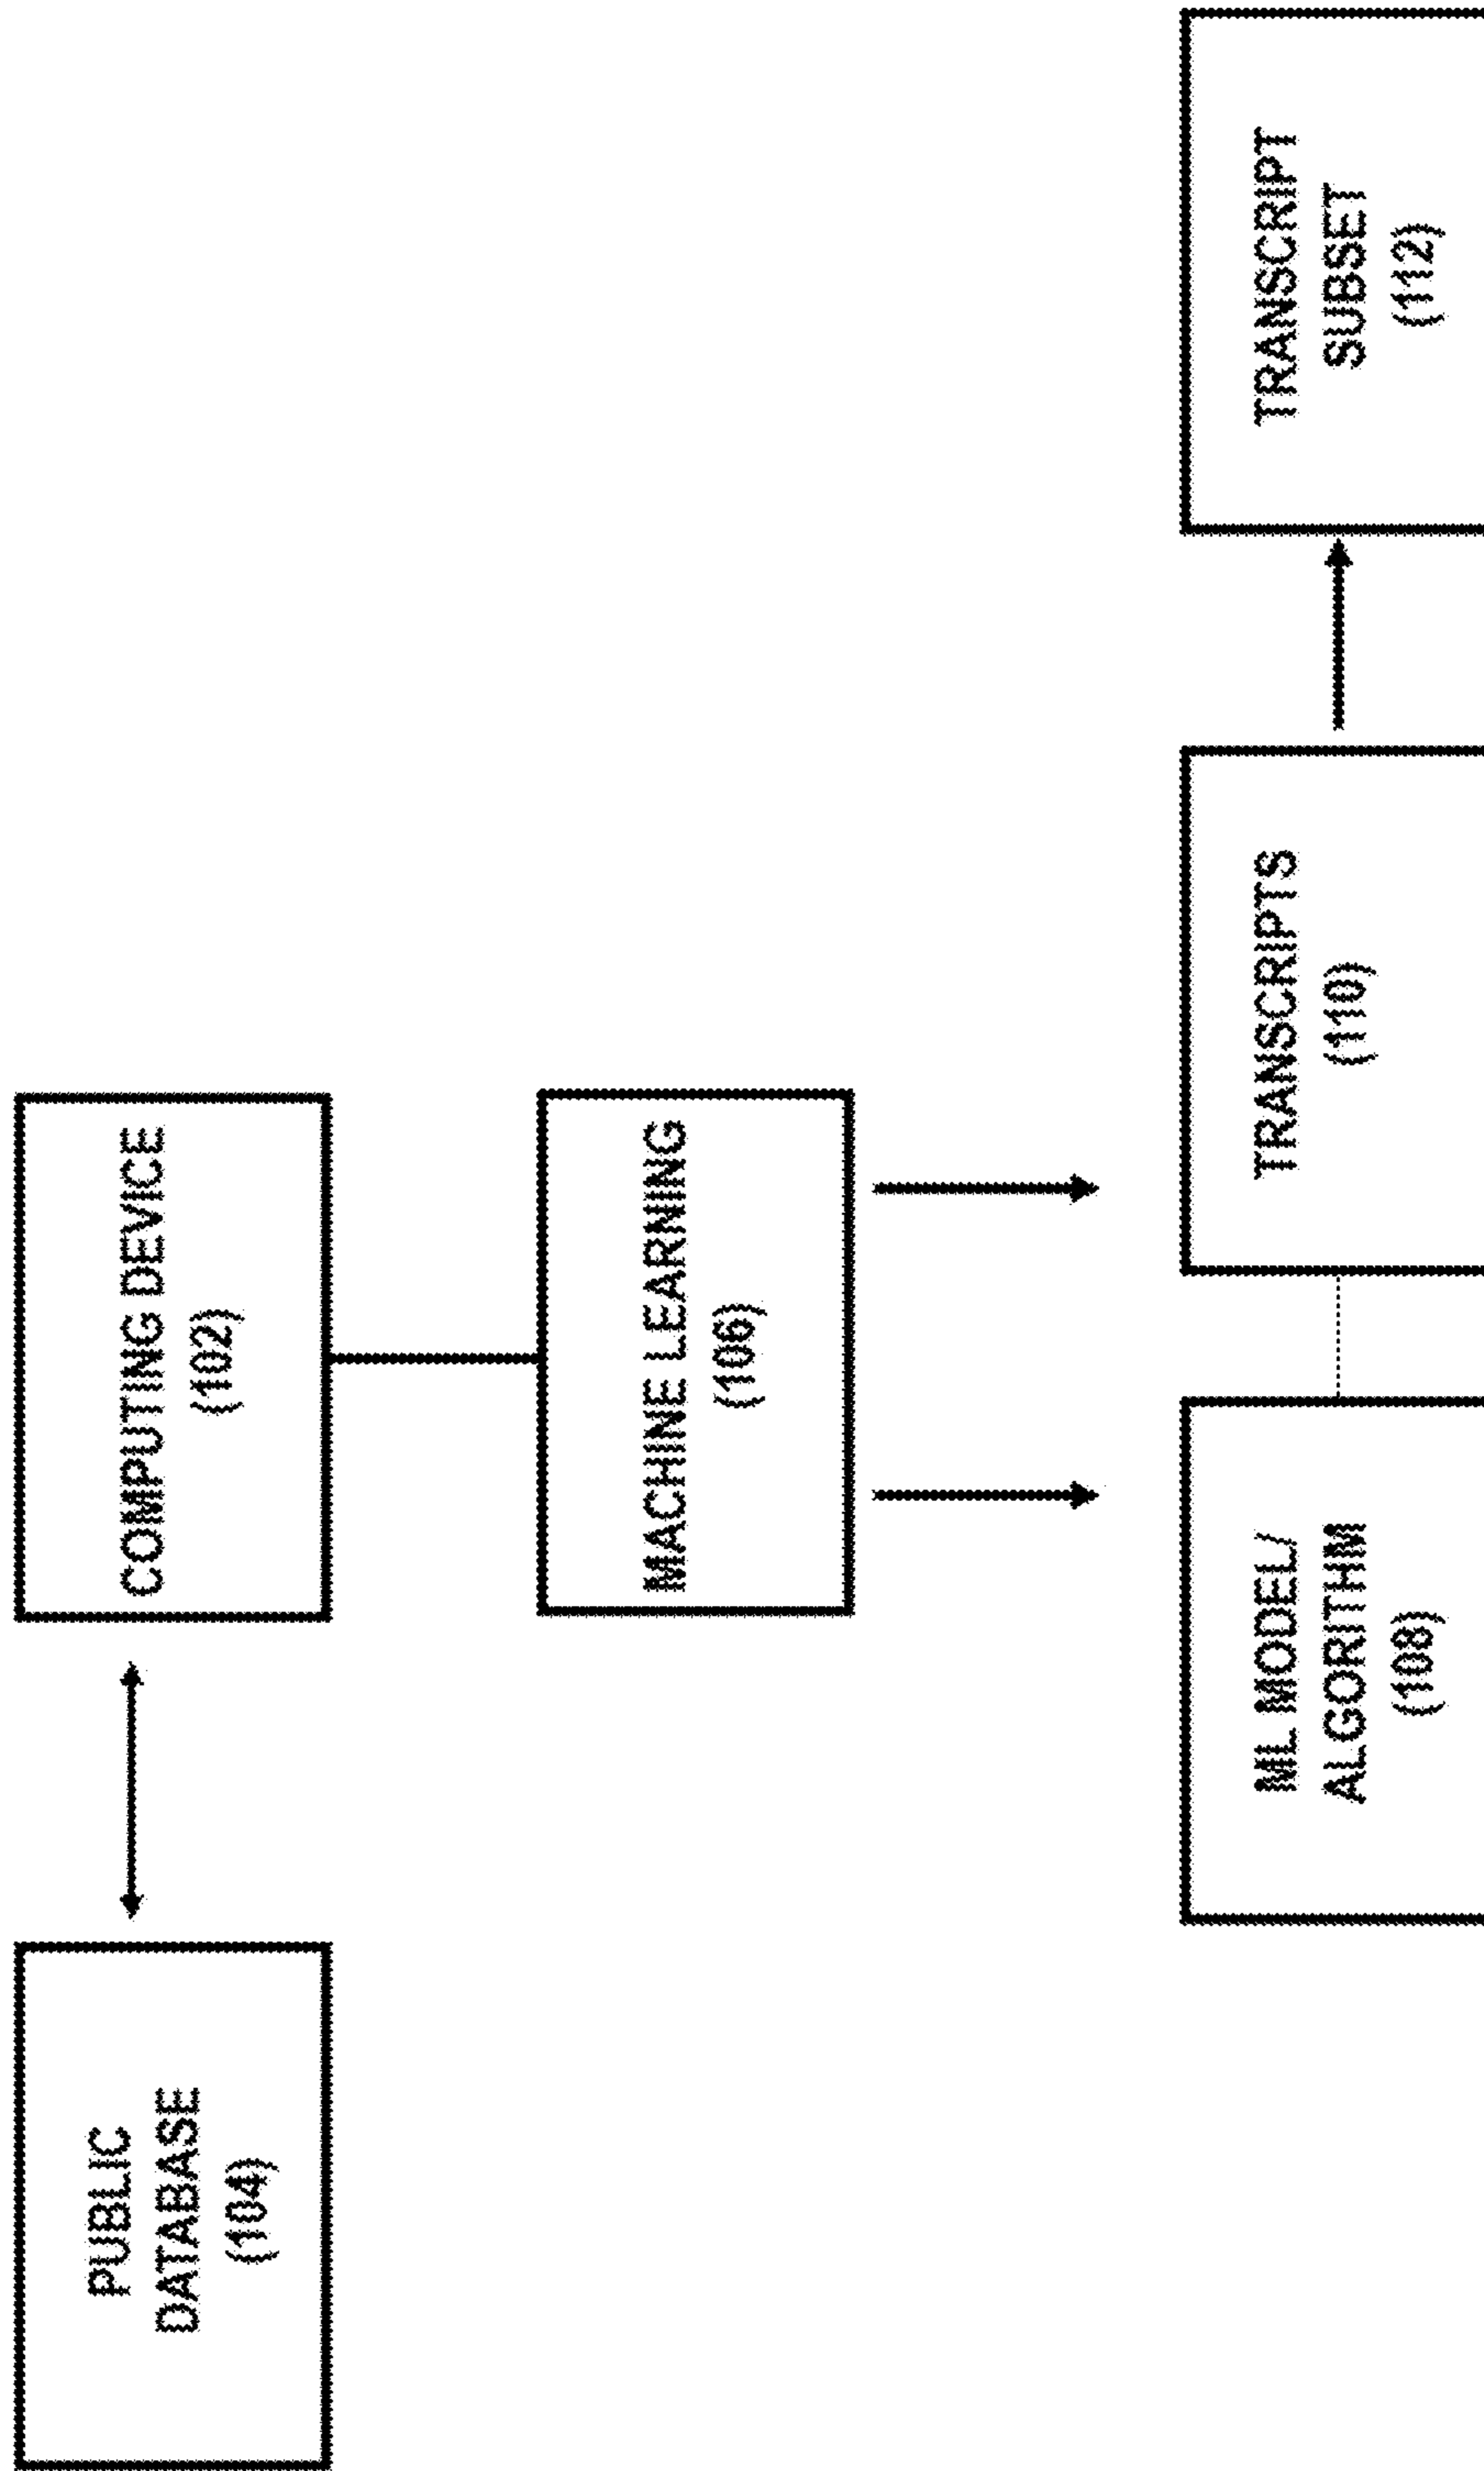 PUBLIC
DATABASE
(104)
COMPUTING DEVICE
(102)
MACHINE LEARNING
(106)
ML MODEL/
ALGORITHM
(108)
TRANSCRIPTS
(110)
TRANSCRIPT
SUBSET
(112)